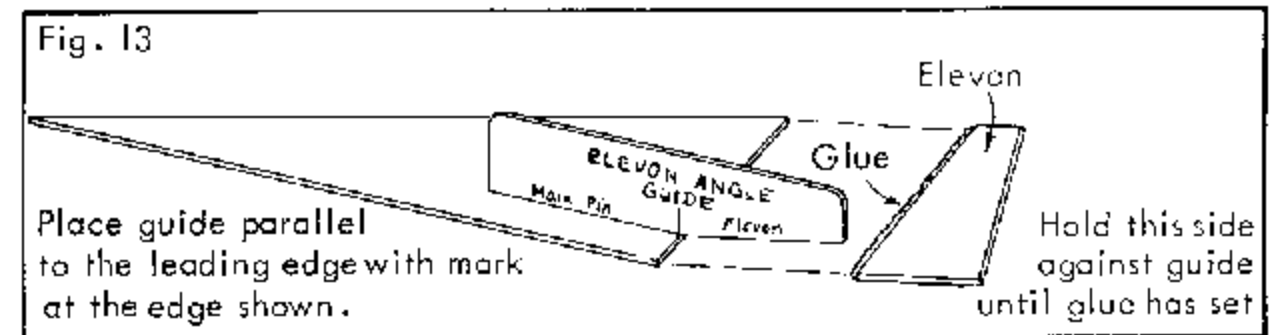 Fig. 13
Elevan
Glue
ELEVON ANGLE
GUIDE
Main Pin
Elevon
Place guide parallel
to the leading edge with mark
at the edge shown.
Hold this side
against guide
until glue has set